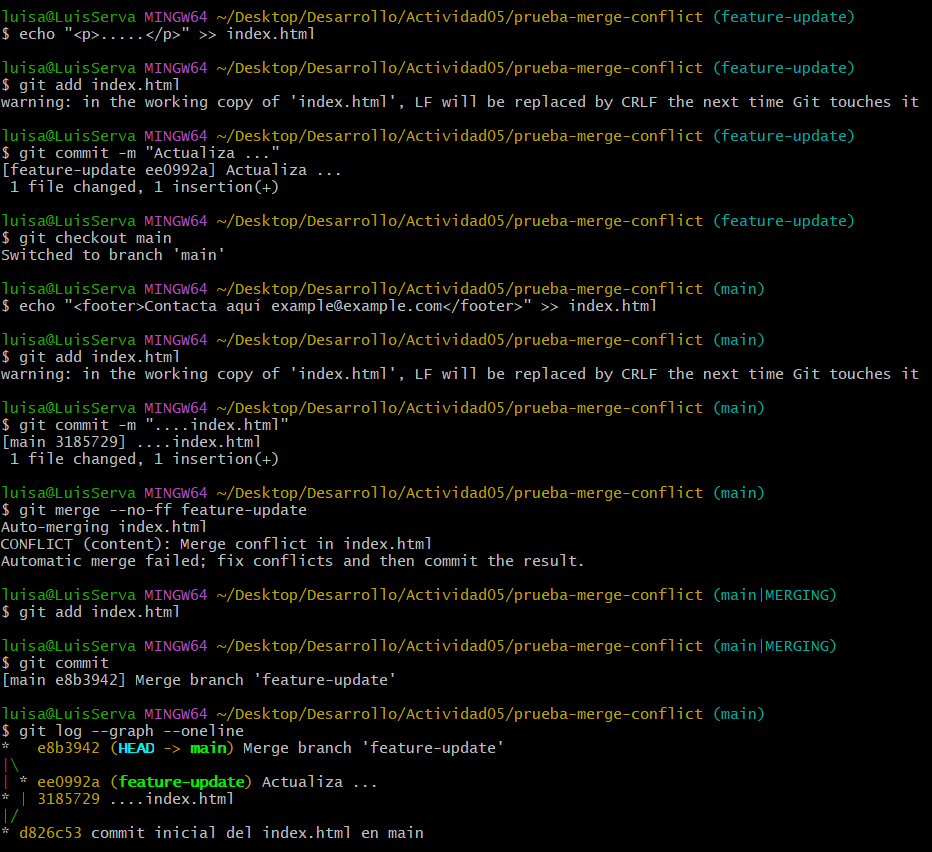 luisa@LuisServa MINGW64 ~/Desktop/Desarrollo/Actividad05/prueba-merge-conflict (feature-update)
$ echo "<p>.....</p>" >> index.html
luisa@LuisServa MINGW64 ~/Desktop/Desarrollo/Actividad05/prueba-merge-conflict (feature-update)
$ git add index.html
warning: in the working copy of 'index.html', LF will be replaced by CRLF the next time Git touches it
luisa@LuisServa MINGW64 ~/Desktop/Desarrollo/Actividad05/prueba-merge-conflict (feature-update)
$ git commit -m "Actualiza ..."
[feature-update ee0992a] Actualiza ...
 1 file changed, 1 insertion(+)
luisa@LuisServa MINGW64 ~/Desktop/Desarrollo/Actividad05/prueba-merge-conflict (feature-update)
$ git checkout main
Switched to branch 'main'
luisa@LuisServa MINGW64 ~/Desktop/Desarrollo/Actividad05/prueba-merge-conflict (main)
$ echo "<footer>Contacta aquí example@example.com</footer>" >> index.html
luisa@LuisServa MINGW64 ~/Desktop/Desarrollo/Actividad05/prueba-merge-conflict (main)
$ git add index.html
warning: in the working copy of 'index.html', LF will be replaced by CRLF the next time Git touches it
luisa@LuisServa MINGW64 ~/Desktop/Desarrollo/Actividad05/prueba-merge-conflict (main)
$ git commit -m "....index.html"
[main 3185729] ....index.html
 1 file changed, 1 insertion(+)
luisa@LuisServa MINGW64 ~/Desktop/Desarrollo/Actividad05/prueba-merge-conflict (main)
$ git merge --no-ff feature-update
Auto-merging index.html
CONFLICT (content): Merge conflict in index.html
Automatic merge failed; fix conflicts and then commit the result.
luisa@LuisServa MINGW64 ~/Desktop/Desarrollo/Actividad05/prueba-merge-conflict (main|MERGING)
$ git add index.html
luisa@LuisServa MINGW64 ~/Desktop/Desarrollo/Actividad05/prueba-merge-conflict (main|MERGING)
$ git commit
[main e8b3942] Merge branch 'feature-update'
luisa@LuisServa MINGW64 ~/Desktop/Desarrollo/Actividad05/prueba-merge-conflict (main)
$ git log --graph --oneline
*   e8b3942 (HEAD -> main) Merge branch 'feature-update'
|\
| * ee0992a (feature-update) Actualiza ...
* | 3185729 ....index.html
|/
* d826c53 commit inicial del index.html en main